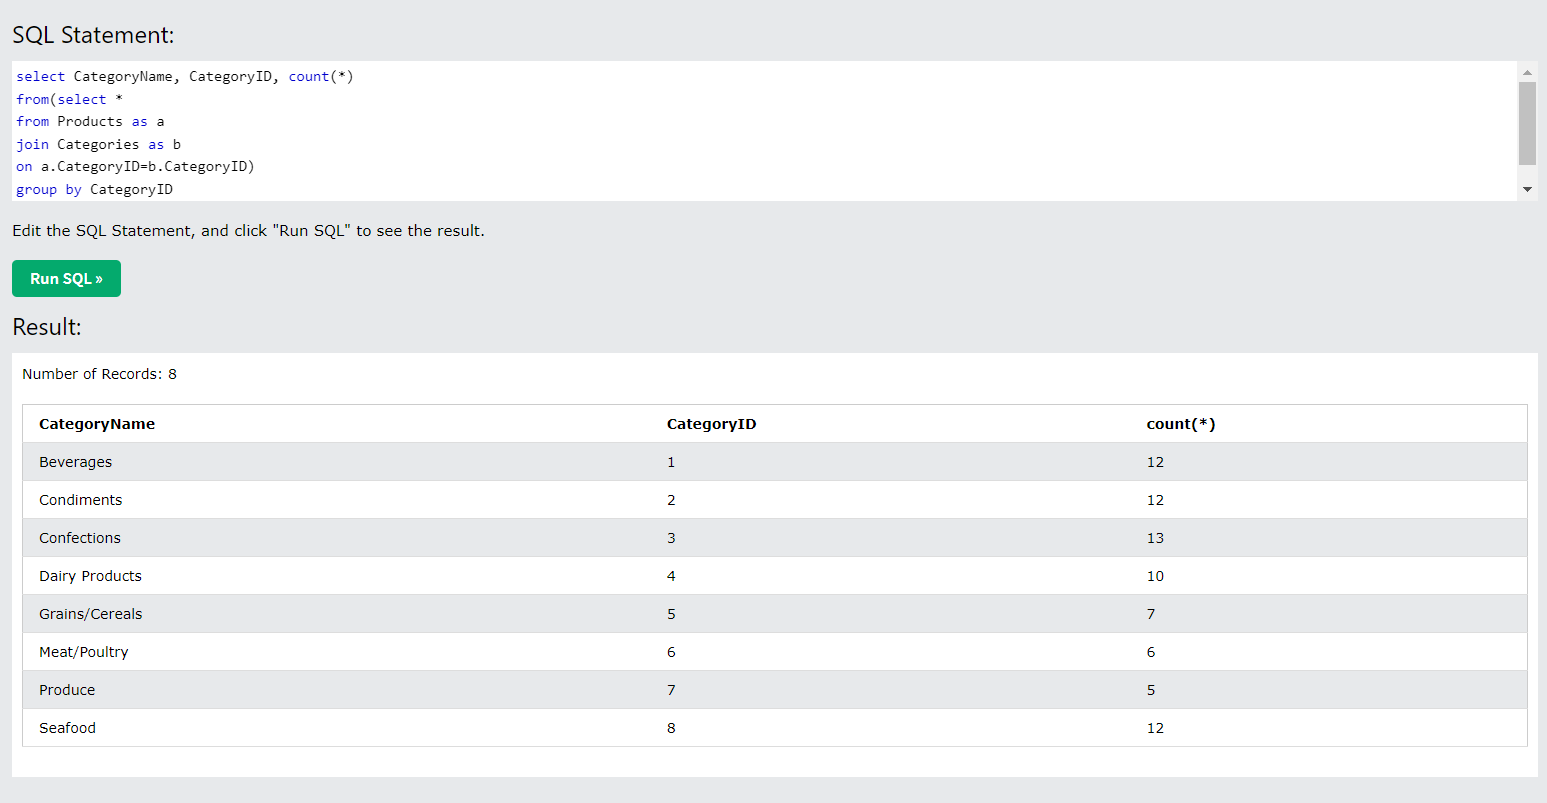 SQL Statement:
select CategoryName, CategoryID, count(*)
from(select *
from Products as a
join Categories as b
on a.CategoryID=b.CategoryID)
group by CategoryID
Edit the SQL Statement, and click "Run SQL" to see the result.
Run SQL »
Result:
Number of Records: 8
CategoryName CategoryID count(*)
Beverages 1 12
Condiments 2 12
Confections 3 13
Dairy Products 4 10
Grains/Cereals 5 7
Meat/Poultry 6 6
Produce 7 5
Seafood 8 12